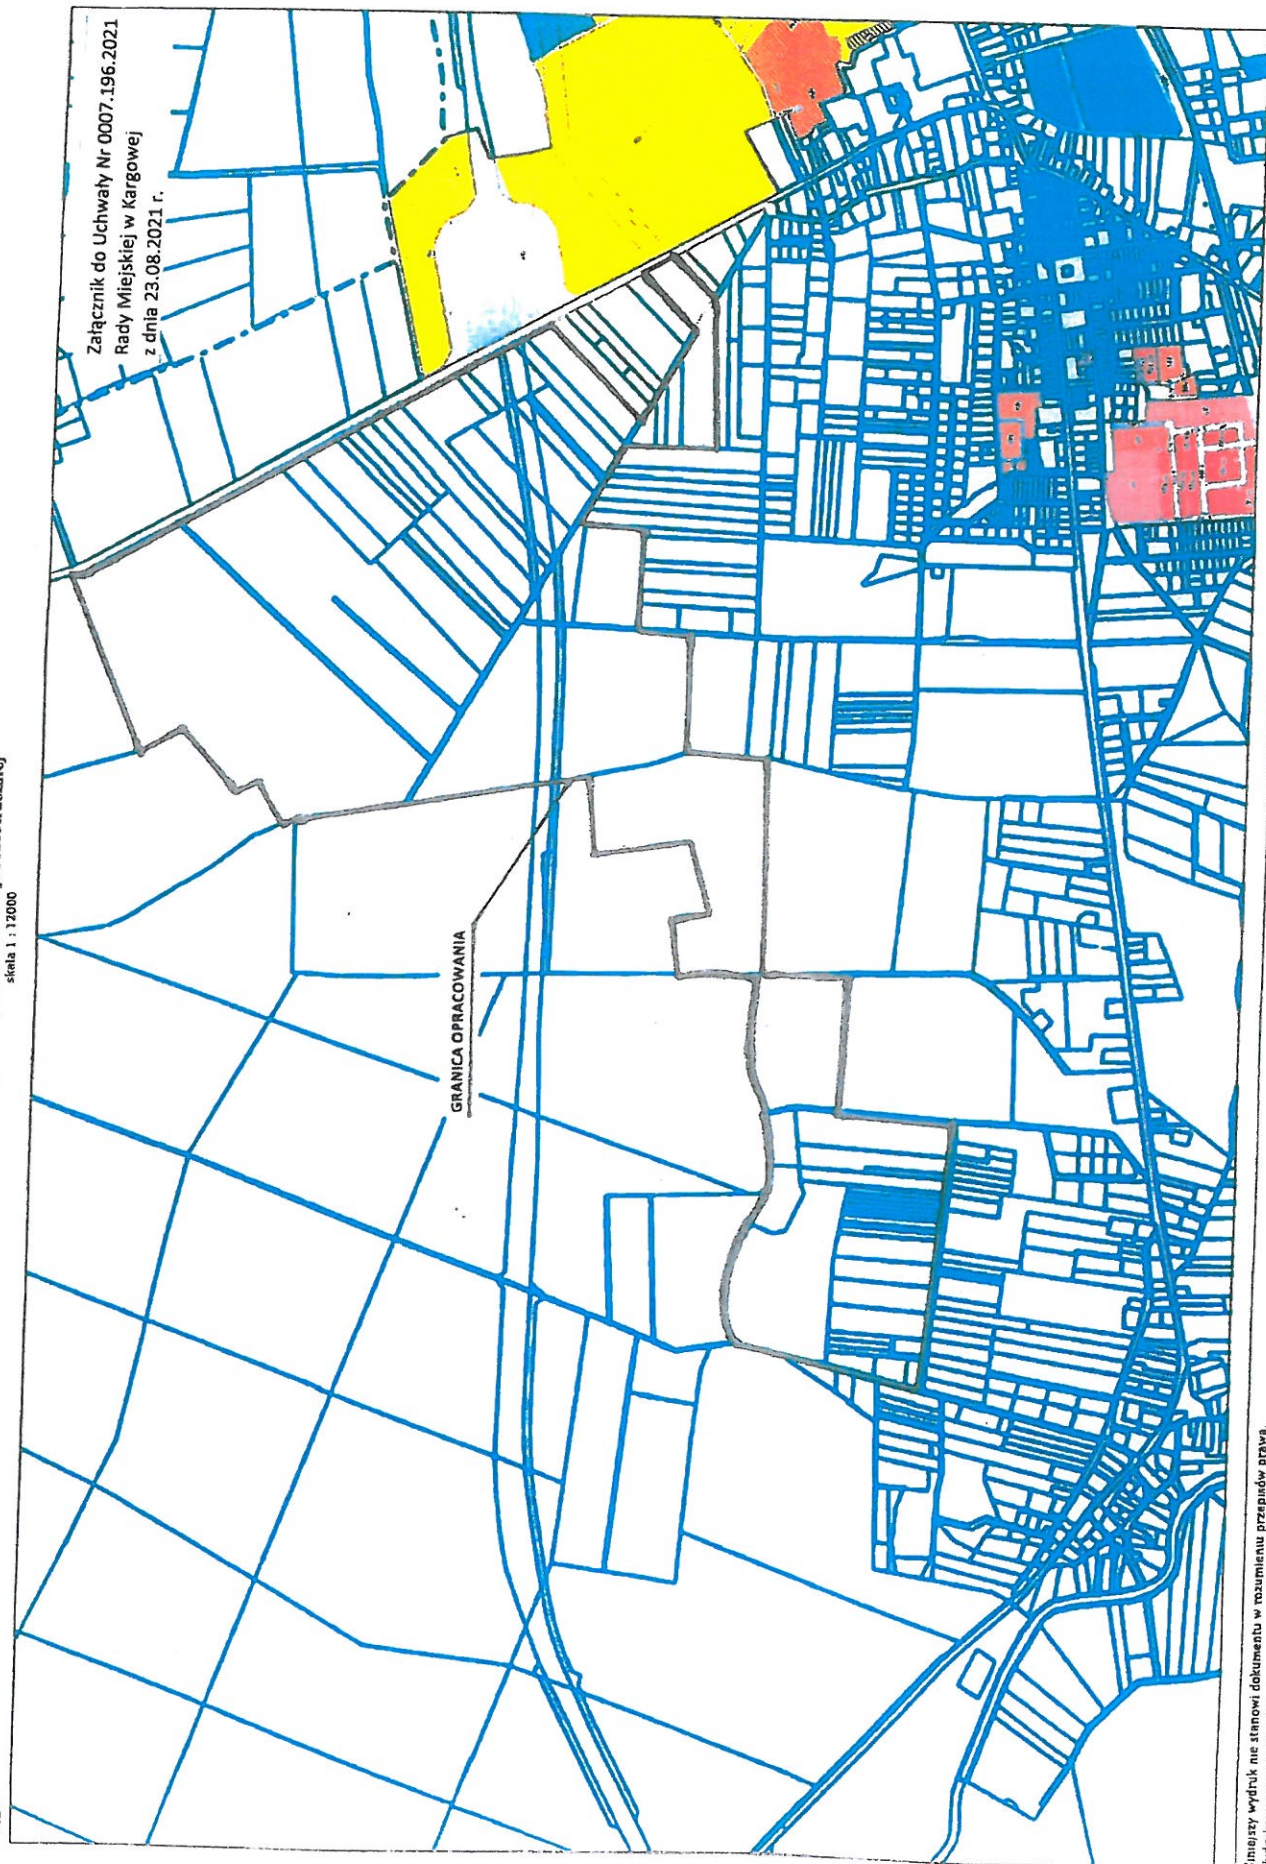 skala 1 : 12000
Załącznik do Uchwały Nr 0007.196.2021
Rady Miejskiej w Kargowej
z dnia 23.08.2021 r.
GRANICA OPRACOWANIA
wydruk nie stanowi dokumentu w rozumieniu przepisów prawa.